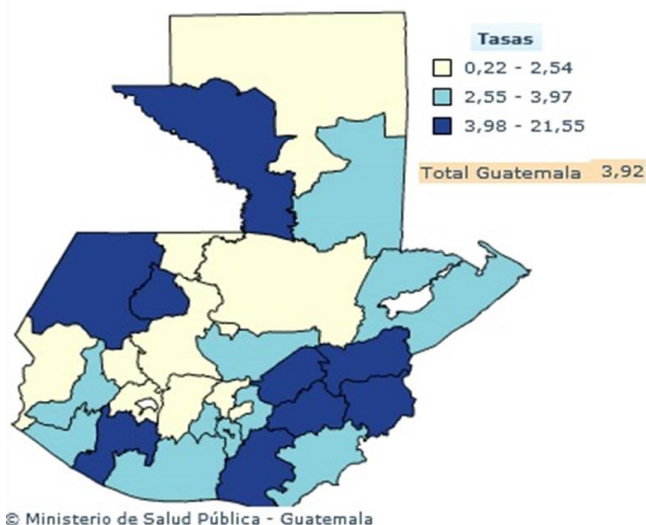 Tasas
0,22 - 2,54
2,55 - 3,97
3,98 - 21,55
Total Guatemala 3,92
© Ministerio de Salud Pública - Guatemala